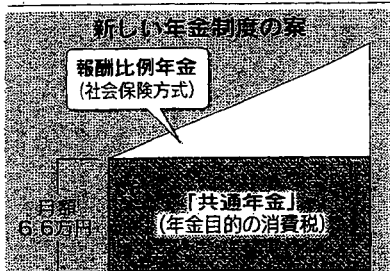 新しい年金制度の案
報酬比例年金
(社会保険方式)
月額
6.6万円
「共通年金」
(年金目的の消費税)